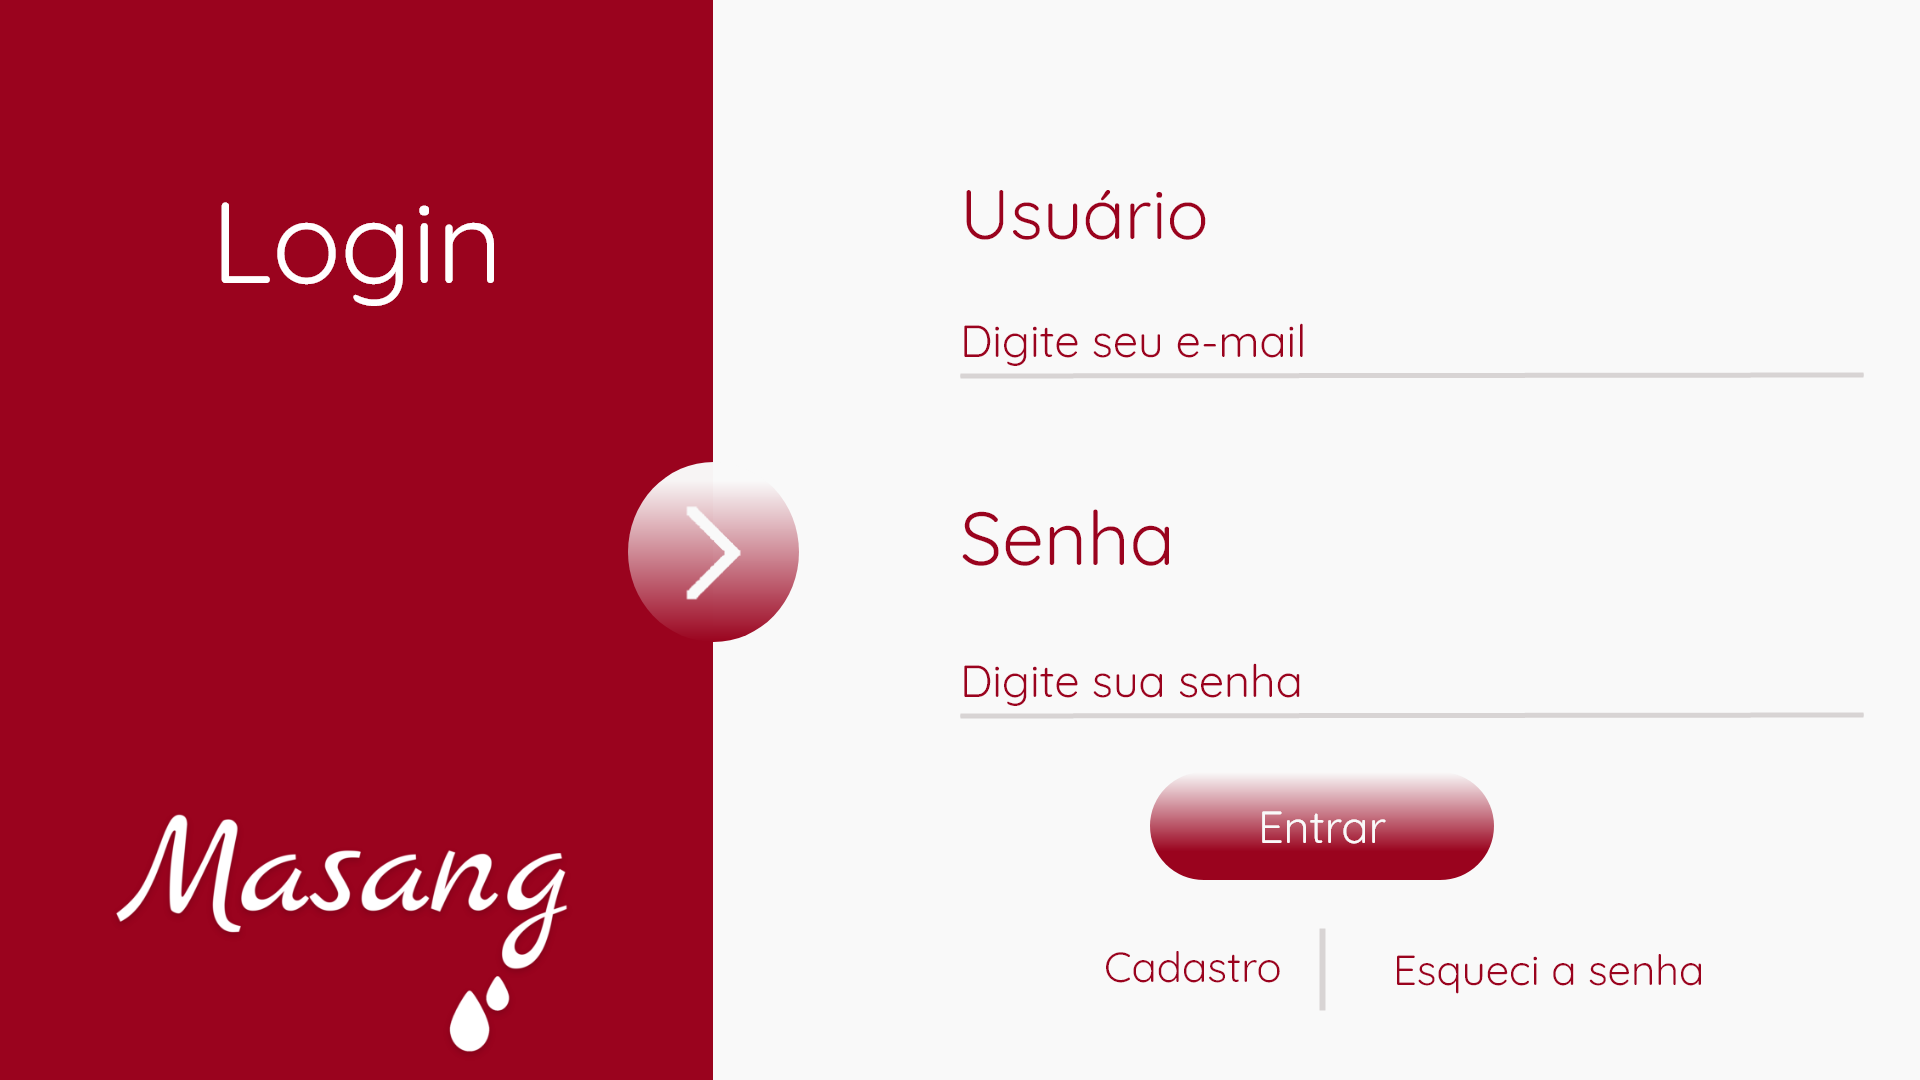 Login
Masang
Usuário
Digite seu e-mail
Senha
Digite sua senha
Entrar
Cadastro
Esqueci a senha